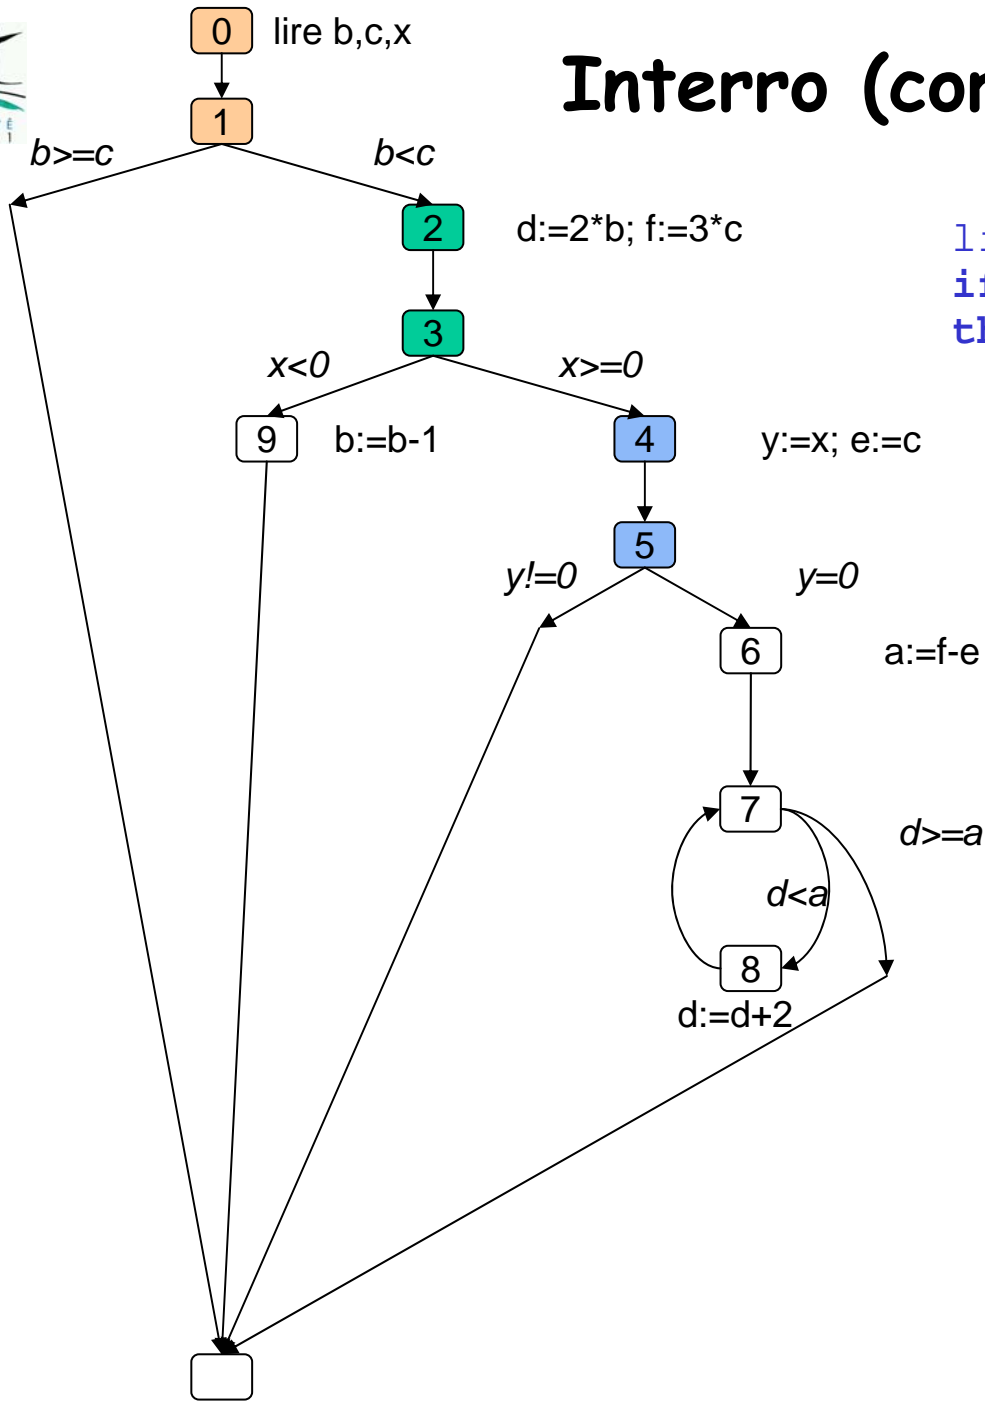 0 lire b,c,x
Interro (cor
1
b>=c b<c
2 d:=2*b; f:=3*c
3
x<0 x>=0
9 b:=b-1 4 y:=x; e:=c
5
y!=0 y=0
6 a:=f-e
7
d>=a
d<a
8
d:=d+2